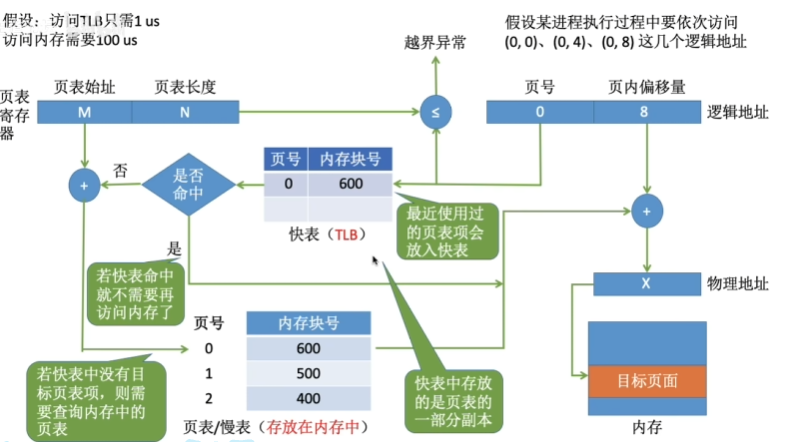 假设：访问TLB只需1 us
访问内存需要100 us
假设某进程执行过程中要依次访问
(0, 0)、(0, 4)、(0, 8) 这几个逻辑地址
越界异常
页表始址
页表长度
页号
页内偏移量
页表
寄存
器
M
N
≤
0
8
逻辑地址
页号
内存块号
0
600
是否
命中
否
+
+
最近使用过
的页表项会
放入快表
快表（TLB）
是
若快表命中
就不需要再
访问内存了
X
物理地址
页号
内存块号
0
600
1
500
2
400
若快表中没有目
标页表项，则需
要查询内存中的
页表
快表中存放
的是页表的
一部分副本
目标页面
页表/慢表（存放在内存中）
内存